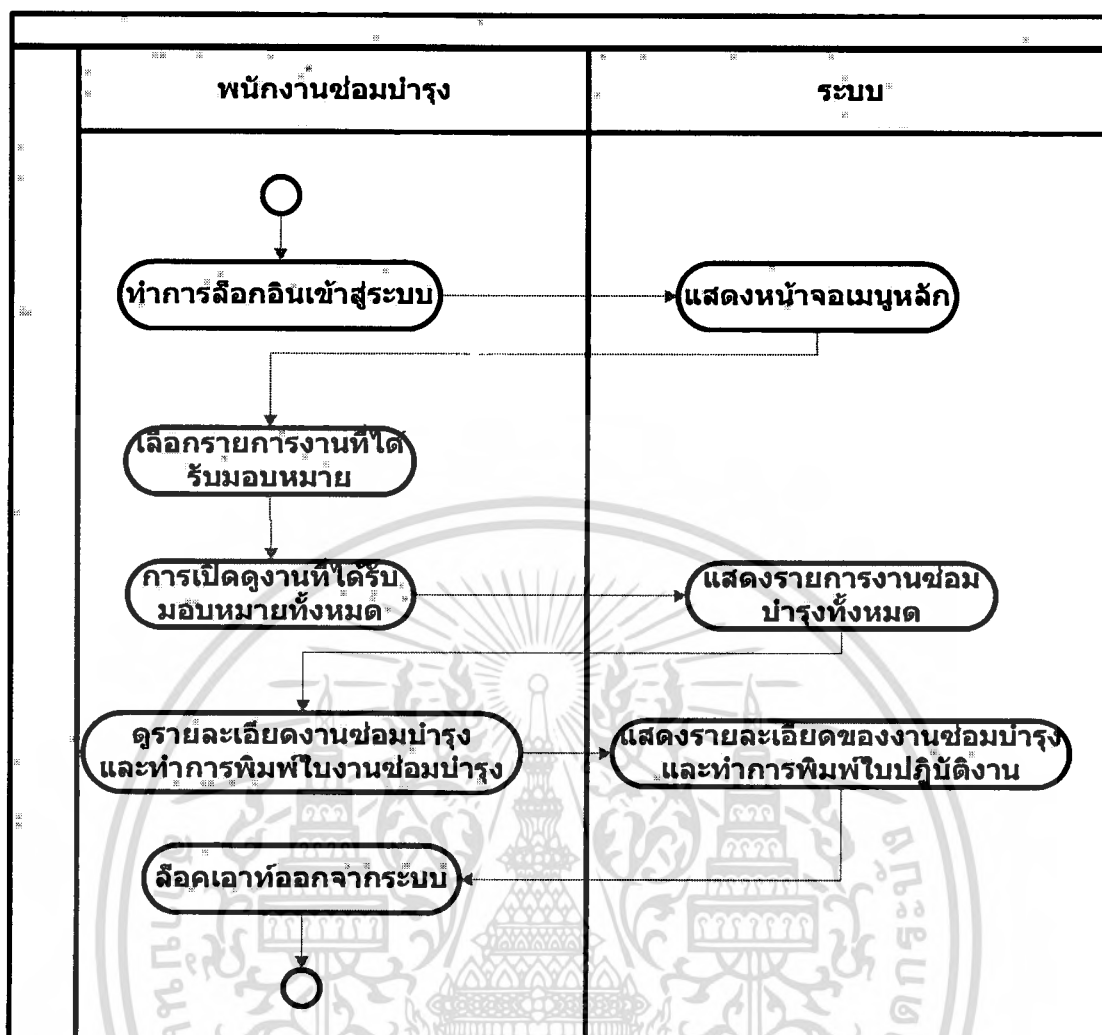 พนักงานซ่อมบำรุง
ระบบ
ทำการล็อกอินเข้าสู่ระบบ
แสดงหน้าจอเมนูหลัก
เลือกรายการงานที่ได้
รับมอบหมาย
การเปิดดูงานที่ได้รับ
มอบหมายทั้งหมด
แสดงรายการงานซ่อม
บำรุงทั้งหมด
ดูรายละเอียดงานซ่อมบำรุง
และทำการพิมพ์ใบงานซ่อมบำรุง
แสดงรายละเอียดของงานซ่อมบำรุง
และทำการพิมพ์ใบปฎิบัติงาน
ล็อคเอาท์ออกจากระบบ